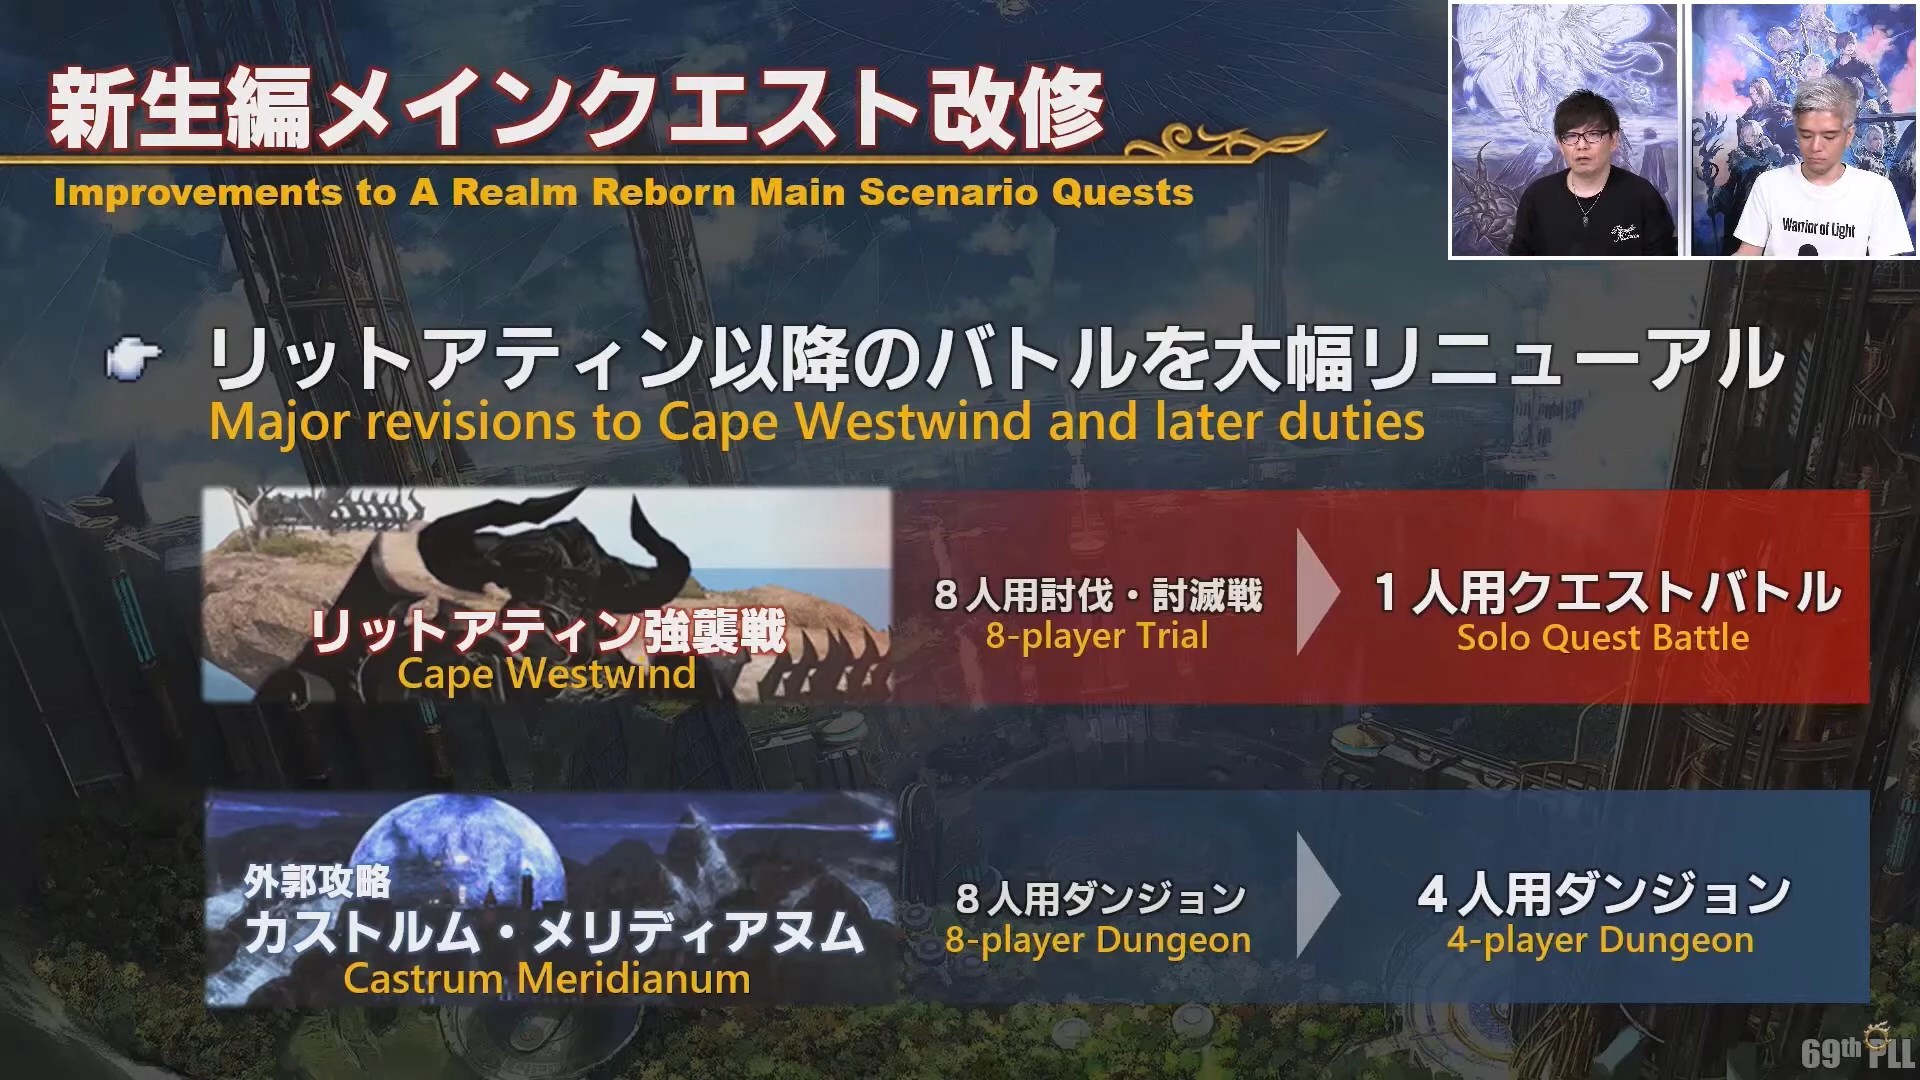 新生編メインクエスト改修
Improvements to A Realm Reborn Main Scenario Quests
Warrior of Light
リットアティン以降のバトルを大幅リニューアル
Major revisions to Cape Westwind and later duties
リットアティン強襲戦
Cape Westwind
8人用討伐・討滅戦
8-player Trial
1人用クエストバトル
Solo Quest Battle
外郭攻略
カストルム・メリディアヌム
Castrum Meridianum
8人用ダンジョン
8-player Dungeon
4人用ダンジョン
4-player Dungeon
69th PLL